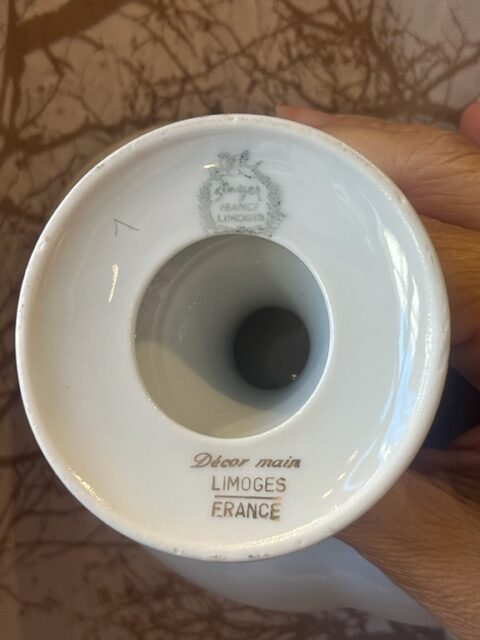 FRANCE
LIMOGES
Décor main
LIMOGES
FRANCE